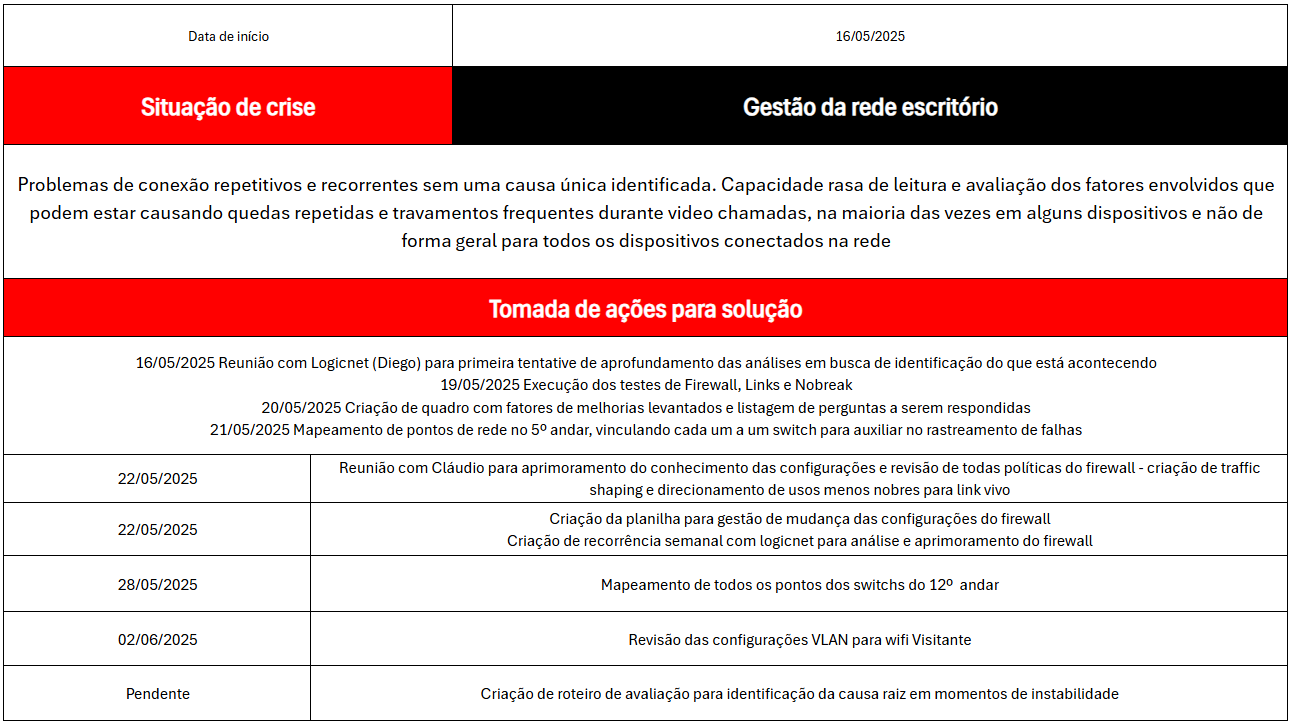 Data de início
16/05/2025
Situação de crise
Gestão da rede escritório
Problemas de conexão repetitivos e recorrentes sem uma causa única identificada. Capacidade rasa de leitura e avaliação dos fatores envolvidos que
podem estar causando quedas repetidas e travamentos frequentes durante video chamadas, na maioria das vezes em alguns dispositivos e não de
forma geral para todos os dispositivos conectados na rede
Tomada de ações para solução
16/05/2025 Reunião com Logicnet (Diego) para primeira tentative de aprofundamento das análises em busca de identificação do que está acontecendo
19/05/2025 Execução dos testes de Firewall, Links e Nobreak
20/05/2025 Criação de quadro com fatores de melhorias levantados e listagem de perguntas a serem respondidas
21/05/2025 Mapeamento de pontos de rede no 5º andar, vinculando cada um a um switch para auxiliar no rastreamento de falhas
22/05/2025
Reunião com Cláudio para aprimoramento do conhecimento das configurações e revisão de todas políticas do firewall - criação de traffic
shaping e direcionamento de usos menos nobres para link vivo
22/05/2025
Criação da planilha para gestão de mudança das configurações do firewall
Criação de recorrência semanal com logicnet para análise e aprimoramento do firewall
28/05/2025
Mapeamento de todos os pontos dos switchs do 12º andar
02/06/2025
Revisão das configurações VLAN para wifi Visitante
Pendente
Criação de roteiro de avaliação para identificação da causa raiz em momentos de instabilidade